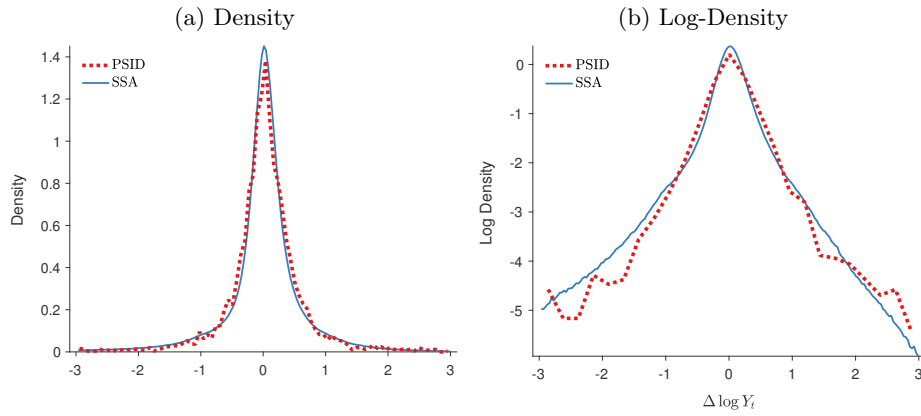 (a) Density
1.4
1.2
1
0.8
0.6
0.4
0.2
0
Density
PSID
SSA
-3 -2 -1 0 1 2 3
(b) Log-Density
0
-1
-2
-3
-4
-5
Log Density
PSID
SSA
-3 -2 -1 0 1 2 3
Δ log Yₜ